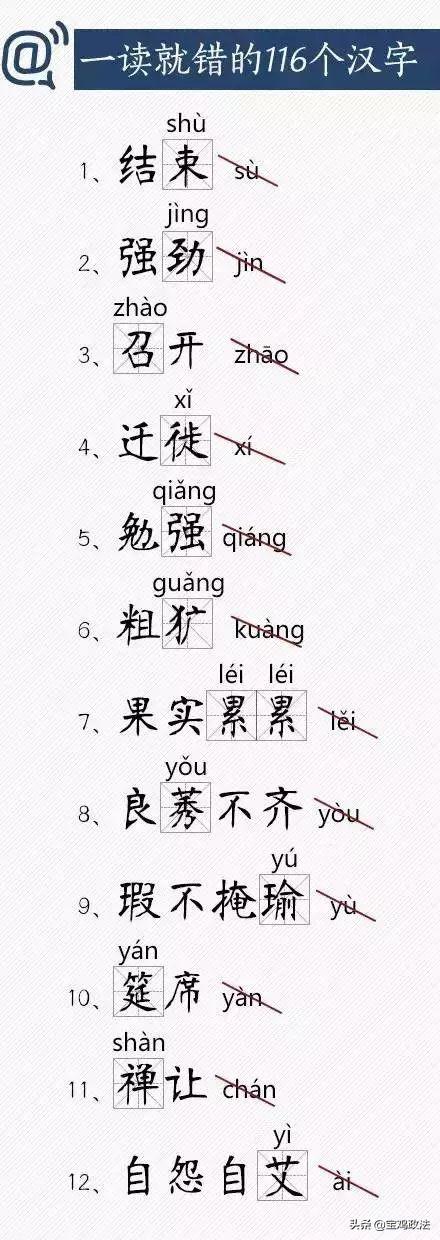 @ 一读就错的116个汉字
shù
1、结束 sù
jìng
2、强劲 jìn
zhào
3、召开 zhāo
xǐ
4、迁徙 xí
qiǎng
5、勉强 qiáng
guǎng
6、粗犷 kuàng
léi léi
7、果实累累 lěi
yǒu
8、良莠不齐 yòu
yú
9、瑕不掩瑜 yù
yán
10、筵席 yàn
shàn
11、禅让 chán
yì
12、自怨自艾 ài
头条 @宝鸡政法